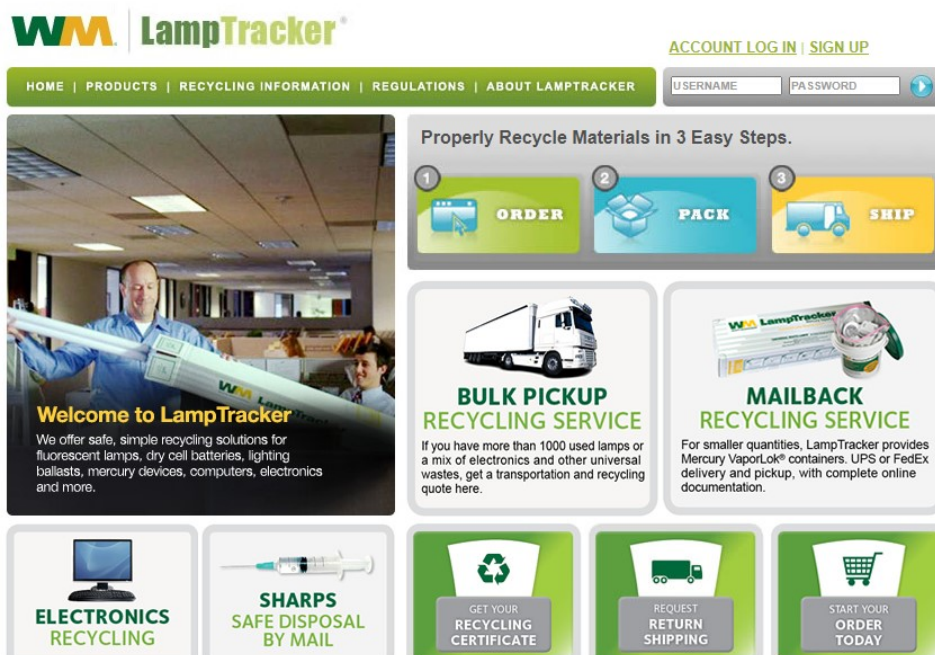 WM LampTracker®
ACCOUNT LOG IN | SIGN UP
HOME | PRODUCTS | RECYCLING INFORMATION | REGULATIONS | ABOUT LAMPTRACKER
USERNAME PASSWORD
WM LampTracker
Welcome to LampTracker
We offer safe, simple recycling solutions for
fluorescent lamps, dry cell batteries, lighting
ballasts, mercury devices, computers, electronics
and more.
Properly Recycle Materials in 3 Easy Steps.
1 ORDER
2 PACK
3 SHIP
BULK PICKUP
RECYCLING SERVICE
If you have more than 1000 used lamps or
a mix of electronics and other universal
wastes, get a transportation and recycling
quote here.
WM LampTracker
MAILBACK
RECYCLING SERVICE
For smaller quantities, LampTracker provides
Mercury VaporLok® containers. UPS or FedEx
delivery and pickup, with complete online
documentation.
ELECTRONICS
RECYCLING
SHARPS
SAFE DISPOSAL
BY MAIL
GET YOUR
RECYCLING
CERTIFICATE
REQUEST
RETURN
SHIPPING
START YOUR
ORDER
TODAY